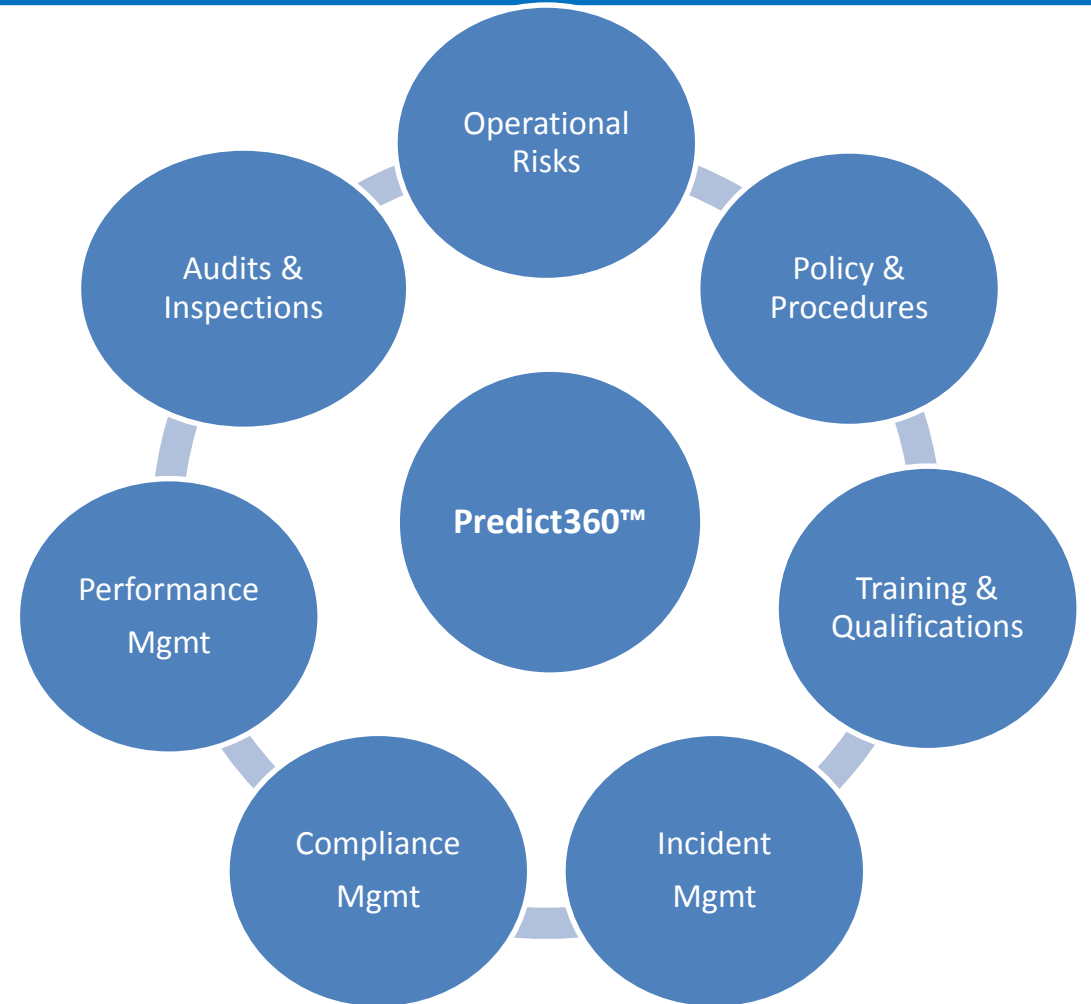 Operational
Risks
Policy &
Procedures
Training &
Qualifications
Incident
Mgmt
Compliance
Mgmt
Performance
Mgmt
Audits &
Inspections
Predict360™